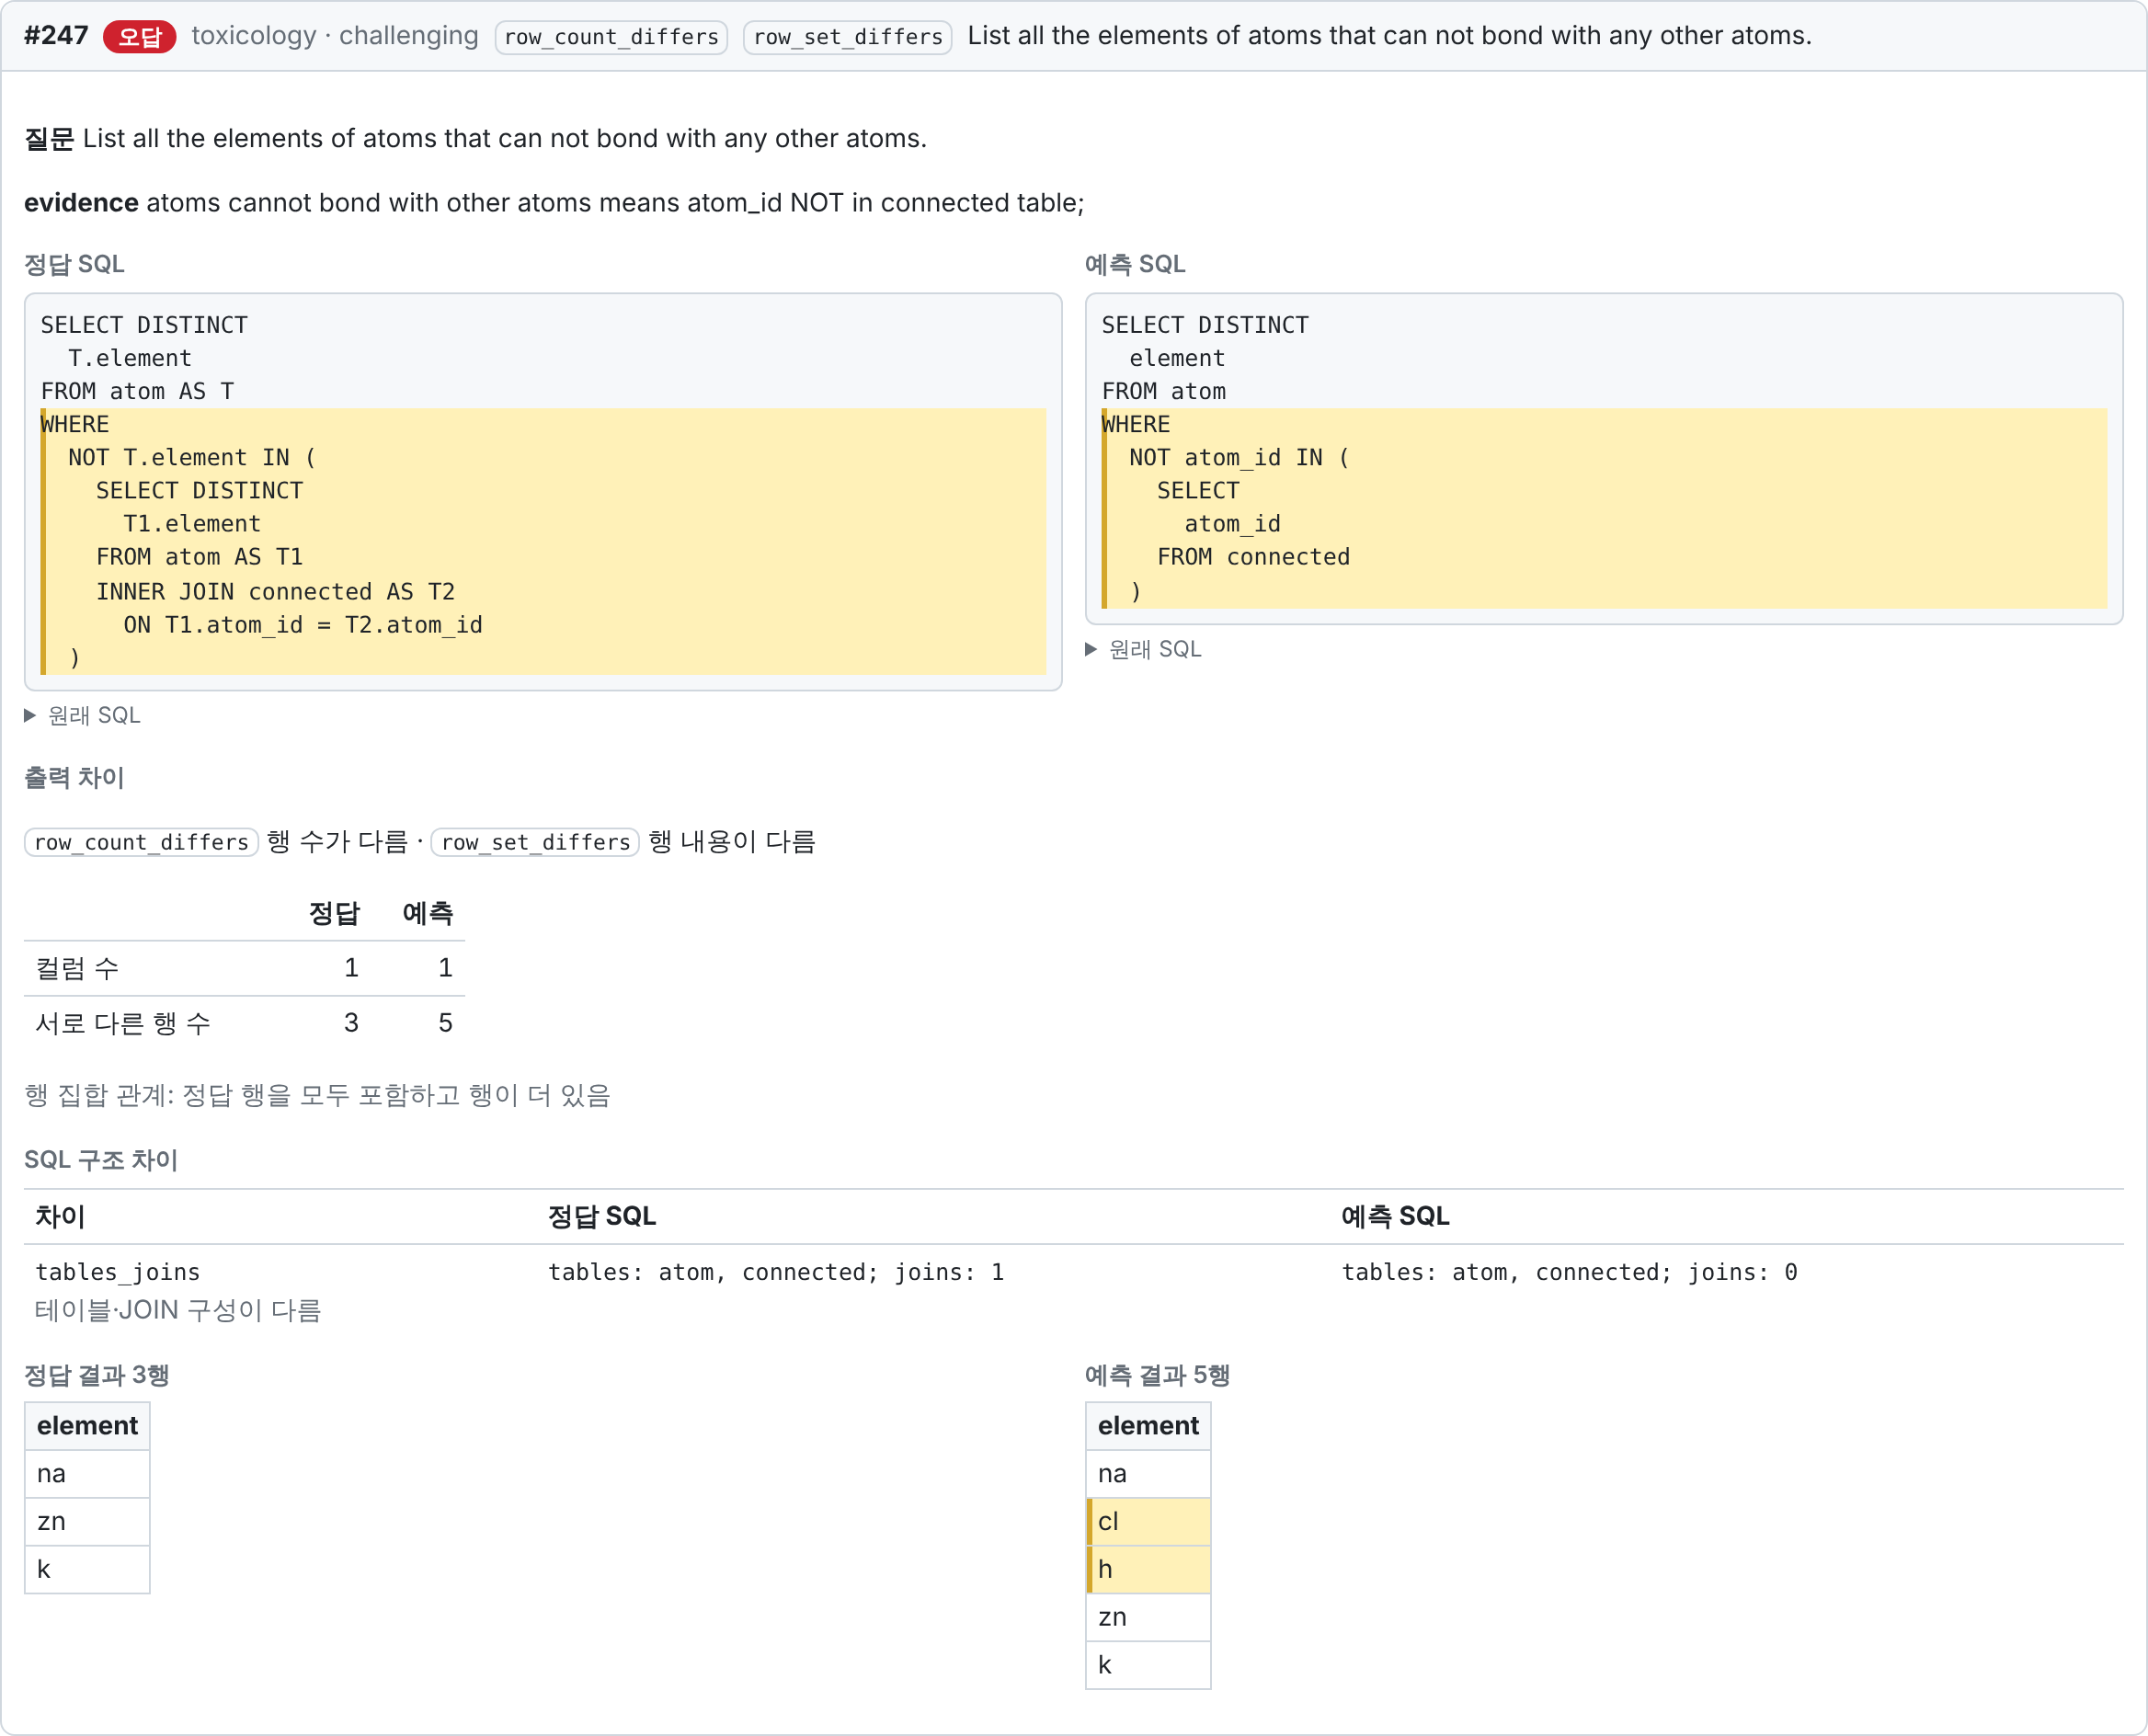 #247 오답 toxicology · challenging row_count_differs row_set_differs List all the elements of atoms that can not bond with any other atoms.
질문 List all the elements of atoms that can not bond with any other atoms.
evidence atoms cannot bond with other atoms means atom_id NOT in connected table;
정답 SQL
SELECT DISTINCT
  T.element
FROM atom AS T
WHERE
  NOT T.element IN (
    SELECT DISTINCT
      T1.element
    FROM atom AS T1
    INNER JOIN connected AS T2
      ON T1.atom_id = T2.atom_id
  )
▶ 원래 SQL
예측 SQL
SELECT DISTINCT
  element
FROM atom
WHERE
  NOT atom_id IN (
    SELECT
      atom_id
    FROM connected
  )
▶ 원래 SQL
출력 차이
row_count_differs 행 수가 다름 · row_set_differs 행 내용이 다름
정답 예측
컬럼 수 1 1
서로 다른 행 수 3 5
행 집합 관계: 정답 행을 모두 포함하고 행이 더 있음
SQL 구조 차이
차이 정답 SQL 예측 SQL
tables_joins tables: atom, connected; joins: 1 tables: atom, connected; joins: 0
테이블·JOIN 구성이 다름
정답 결과 3행
element
na
zn
k
예측 결과 5행
element
na
cl
h
zn
k